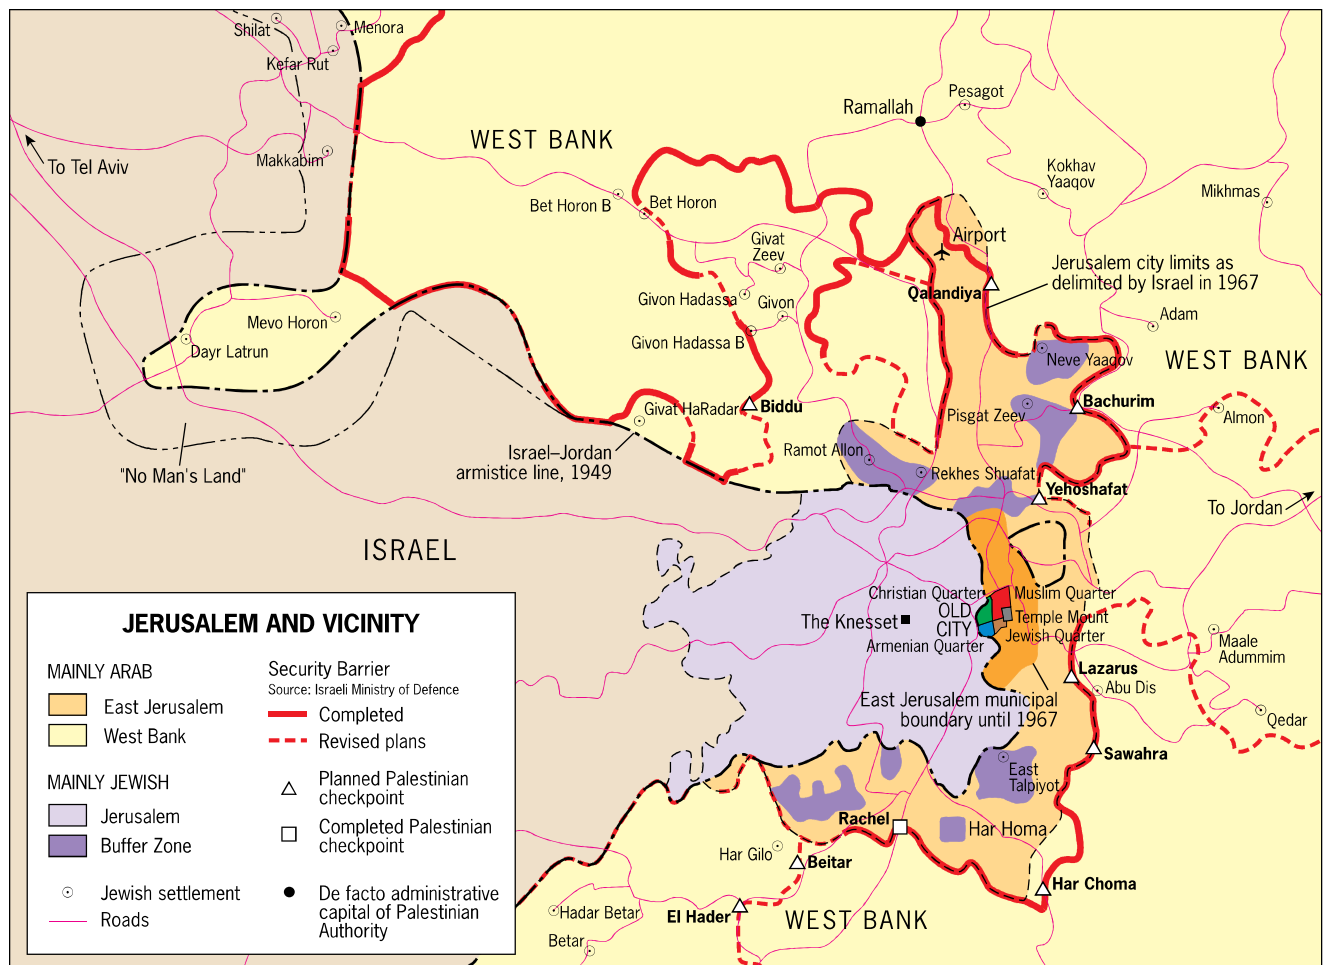 Shilat
Menora
Kefar Rut
Makkabim
To Tel Aviv
WEST BANK
Ramallah
Pesagot
Kokhav
Yaaqov
Mikhmas
Bet Horon B
Bet Horon
Givat
Zeev
Airport
Jerusalem city limits as
delimited by Israel in 1967
Givon Hadassa
Givon
Qalandiya
Adam
Mevo Horon
Dayr Latrun
Givon Hadassa B
Neve Yaaqov
WEST BANK
Givat HaRadar
Biddu
Pisgat Zeev
Bachurim
Almon
"No Man's Land"
Israel–Jordan
armistice line, 1949
Ramot Allon
Rekhes Shuafat
Yehoshafat
To Jordan
ISRAEL
Christian Quarter
Muslim Quarter
The Knesset
OLD
CITY
Temple Mount
Jewish Quarter
Armenian Quarter
Maale
Adummim
Lazarus
Abu Dis
East Jerusalem municipal
boundary until 1967
Qedar
Sawahra
East
Talpiyot
Rachel
Har Homa
Har Gilo
Beitar
Har Choma
Hadar Betar
El Hader
WEST BANK
Betar
JERUSALEM AND VICINITY
MAINLY ARAB
East Jerusalem
West Bank
MAINLY JEWISH
Jerusalem
Buffer Zone
Jewish settlement
Roads
Security Barrier
Source: Israeli Ministry of Defence
Completed
Revised plans
Planned Palestinian
checkpoint
Completed Palestinian
checkpoint
De facto administrative
capital of Palestinian
Authority